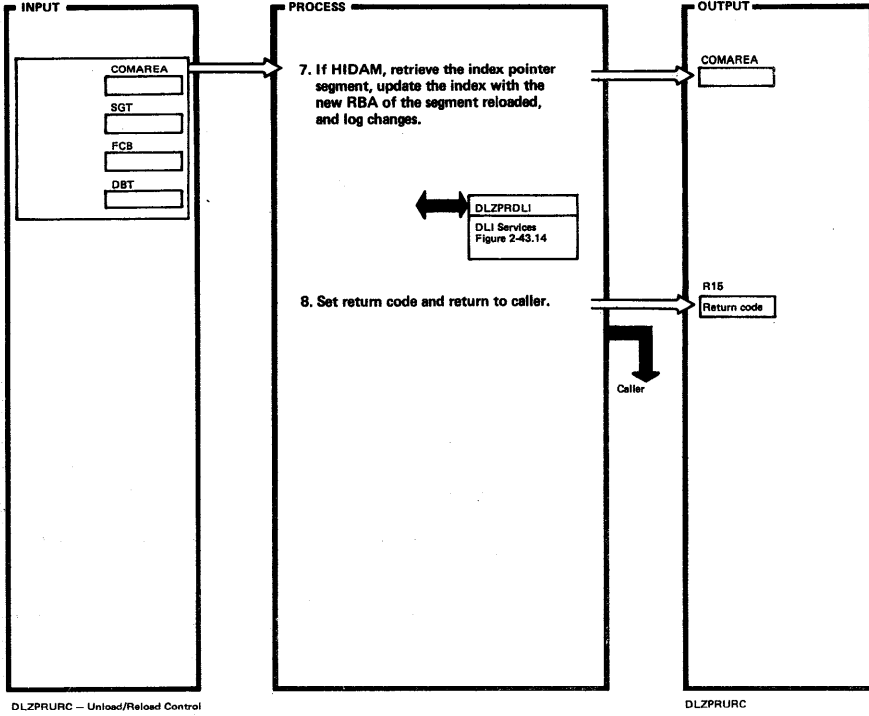 INPUT
PROCESS
OUTPUT
COMAREA
SGT
FCB
DBT
7. If HIDAM, retrieve the index pointer
segment, update the index with the
new RBA of the segment reloaded,
and log changes.
COMAREA
DLZPRDLI
DLI Services
Figure 2-43.14
8. Set return code and return to caller.
R15
Return code
Caller
DLZPRURC — Unload/Reload Control
DLZPRURC